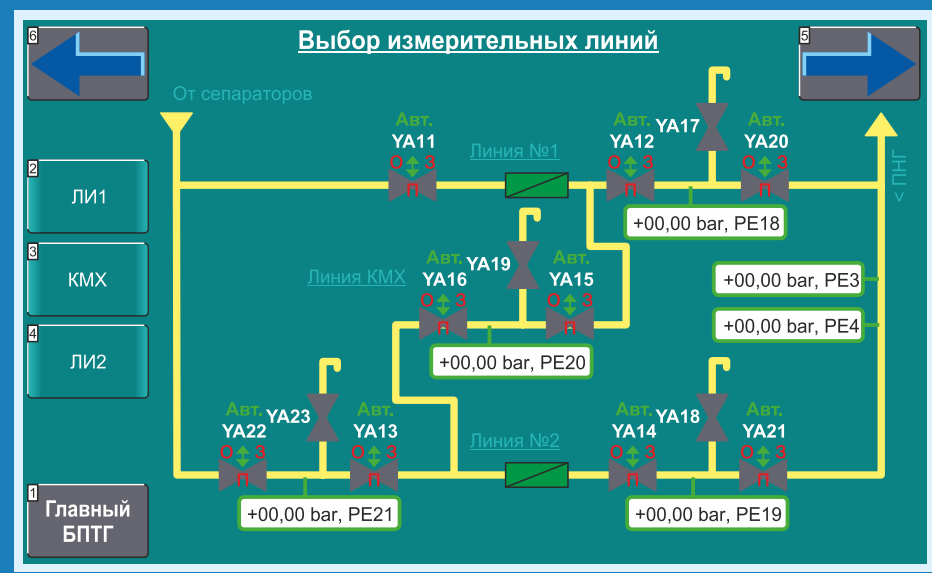 6
Выбор измерительных линий
5
От сепараторов
Авт.
YA11
О З
П
Линия №1
Авт.
YA12
О З
П
YA17
Авт.
YA20
О З
П
< ПНГ
2
ЛИ1
+00,00 bar, PE18
3
КМХ
Линия КМХ
Авт.
YA16
О З
П
YA19
Авт.
YA15
О З
П
+00,00 bar, PE3
+00,00 bar, PE4
4
ЛИ2
+00,00 bar, PE20
Авт.
YA22
О З
П
YA23
Авт.
YA13
О З
П
Линия №2
Авт.
YA14
О З
П
YA18
Авт.
YA21
О З
П
1
Главный
БПТГ
+00,00 bar, PE21
+00,00 bar, PE19